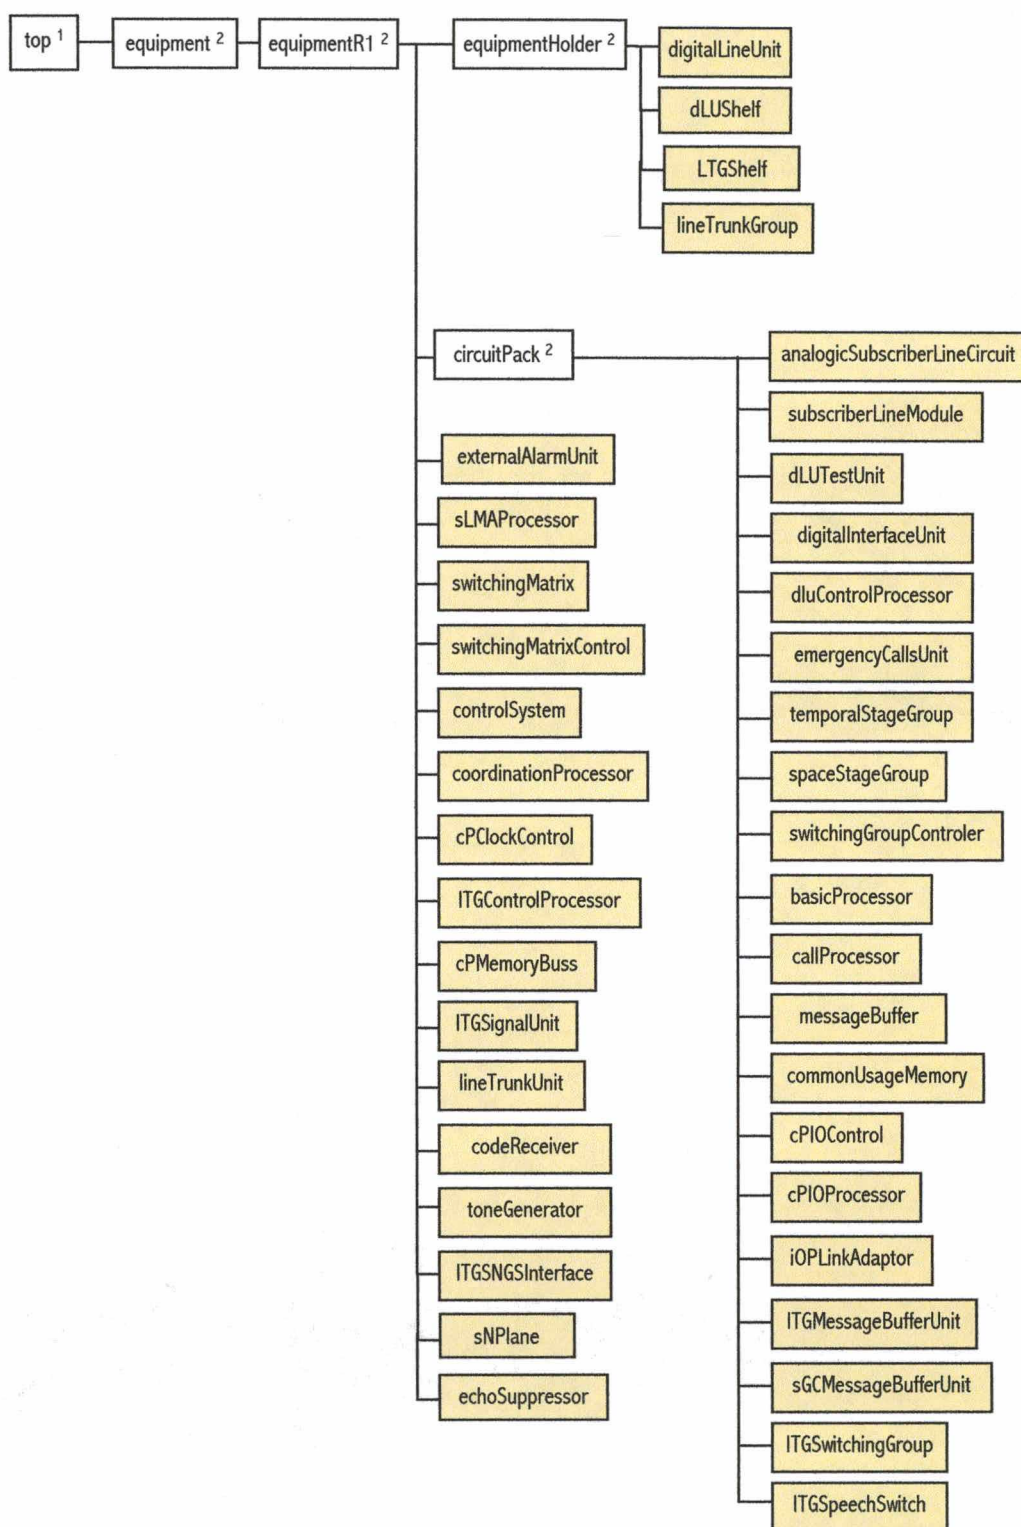 top 1
equipment 2
equipmentR1 2
equipmentHolder 2
digitalLineUnit
dLUShelf
LTGShelf
lineTrunkGroup
circuitPack 2
analogicSubscriberLineCircuit
subscriberLineModule
dLUTestUnit
digitalInterfaceUnit
dluControlProcessor
emergencyCallsUnit
temporalStageGroup
spaceStageGroup
switchingGroupControler
basicProcessor
callProcessor
messageBuffer
commonUsageMemory
cPIOControl
cPIOProcessor
iOPLinkAdaptor
lTGMessageBufferUnit
sGCMessageBufferUnit
lTGSwitchingGroup
lTGSpeechSwitch
externalAlarmUnit
sLMAProcessor
switchingMatrix
switchingMatrixControl
controlSystem
coordinationProcessor
cPClockControl
lTGControlProcessor
cPMemoryBuss
lTGSignalUnit
lineTrunkUnit
codeReceiver
toneGenerator
lTGSNGSInterface
sNPlane
echoSuppressor